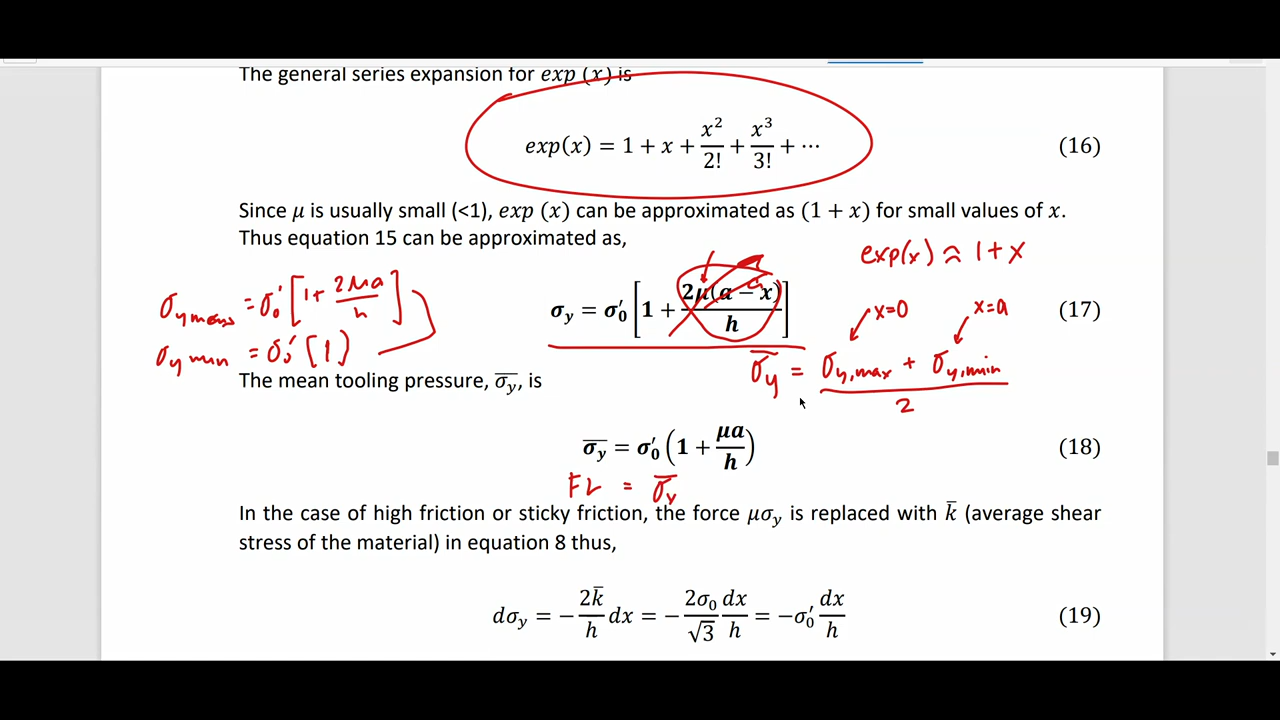 The general series expansion for exp (x) is
exp(x) = 1 + x + x²/2! + x³/3! + ⋯ (16)
Since μ is usually small (<1), exp (x) can be approximated as (1 + x) for small values of x.
Thus equation 15 can be approximated as,
exp(x) ≈ 1 + x
σy = σ₀′ [1 + 2μ(a − x)/h] (17)
x=0
x=a
σy max = σ₀′ [1 + 2μa/h]
σy min = σ₀′ [1]
σ̅y = (σy,max + σy,min)/2
The mean tooling pressure, σ̅y, is
σ̅y = σ₀′ (1 + μa/h) (18)
= σ̅y
In the case of high friction or sticky friction, the force μσy is replaced with k̅ (average shear
stress of the material) in equation 8 thus,
dσy = −(2k̅/h) dx = −(2σ₀/√3)(dx/h) = −σ₀′ (dx/h) (19)